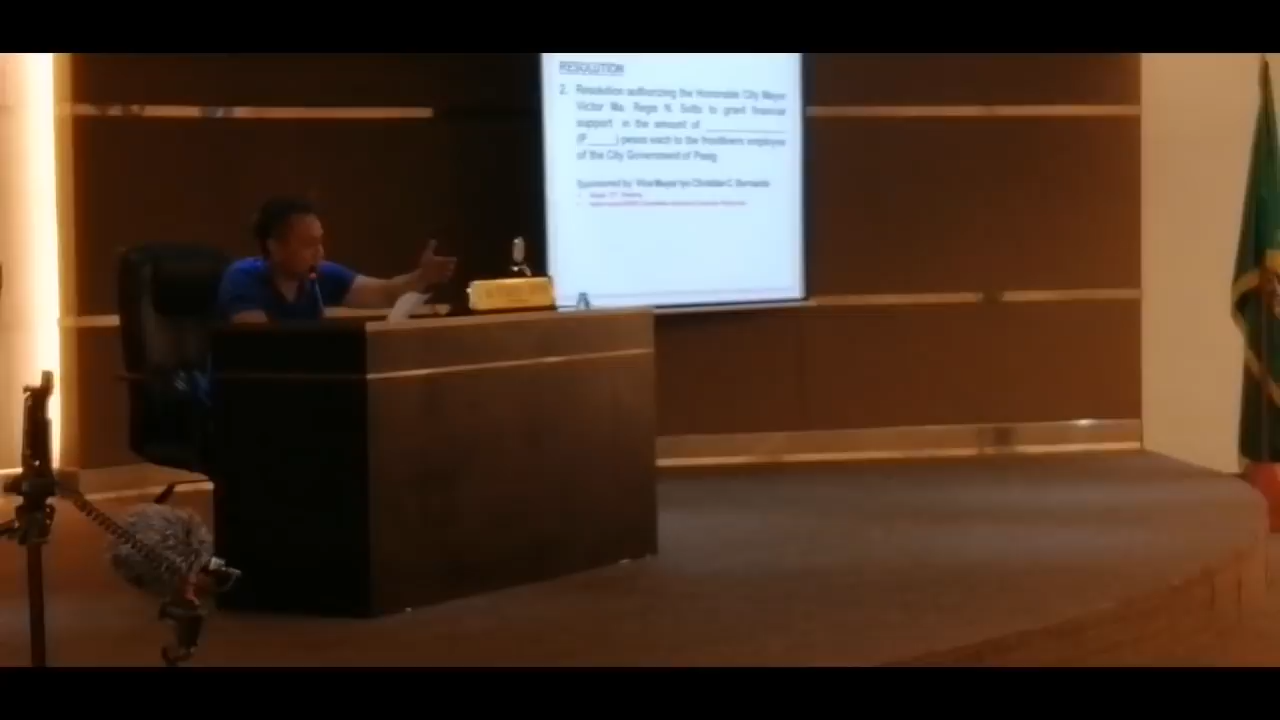 RESOLUTION
2. Resolution authorizing the Honorable City Mayor
Victor Ma. Regis N. Sotto to grant financial
support in the amount of ____________
(P_____) pesos each to the frontliners employee
of the City Government of Pasig
Sponsored by: Vice Mayor Iyo Christian C. Bernardo